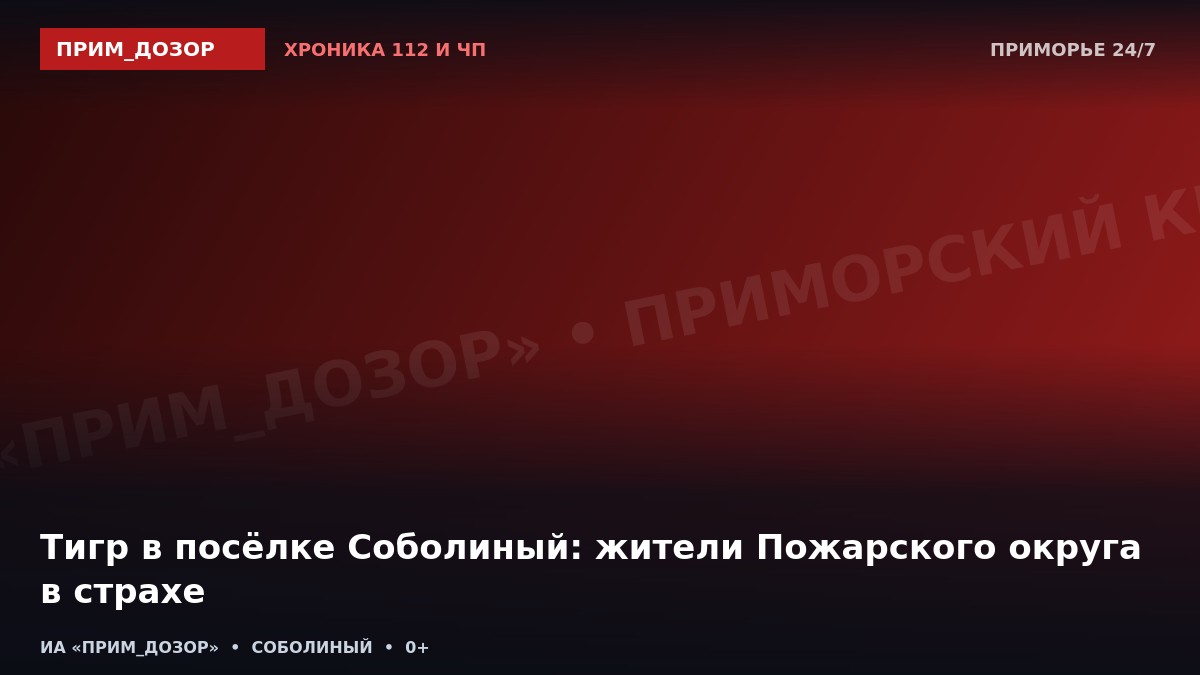 ПРИМ_ДОЗОР
ХРОНИКА 112 И ЧП
ПРИМОРЬЕ 24/7
«ПРИМ_ДОЗОР» • ПРИМОРСКИЙ
Тигр в посёлке Соболиный: жители Пожарского округа
в страхе
ИА «ПРИМ_ДОЗОР» • СОБОЛИНЫЙ • 0+